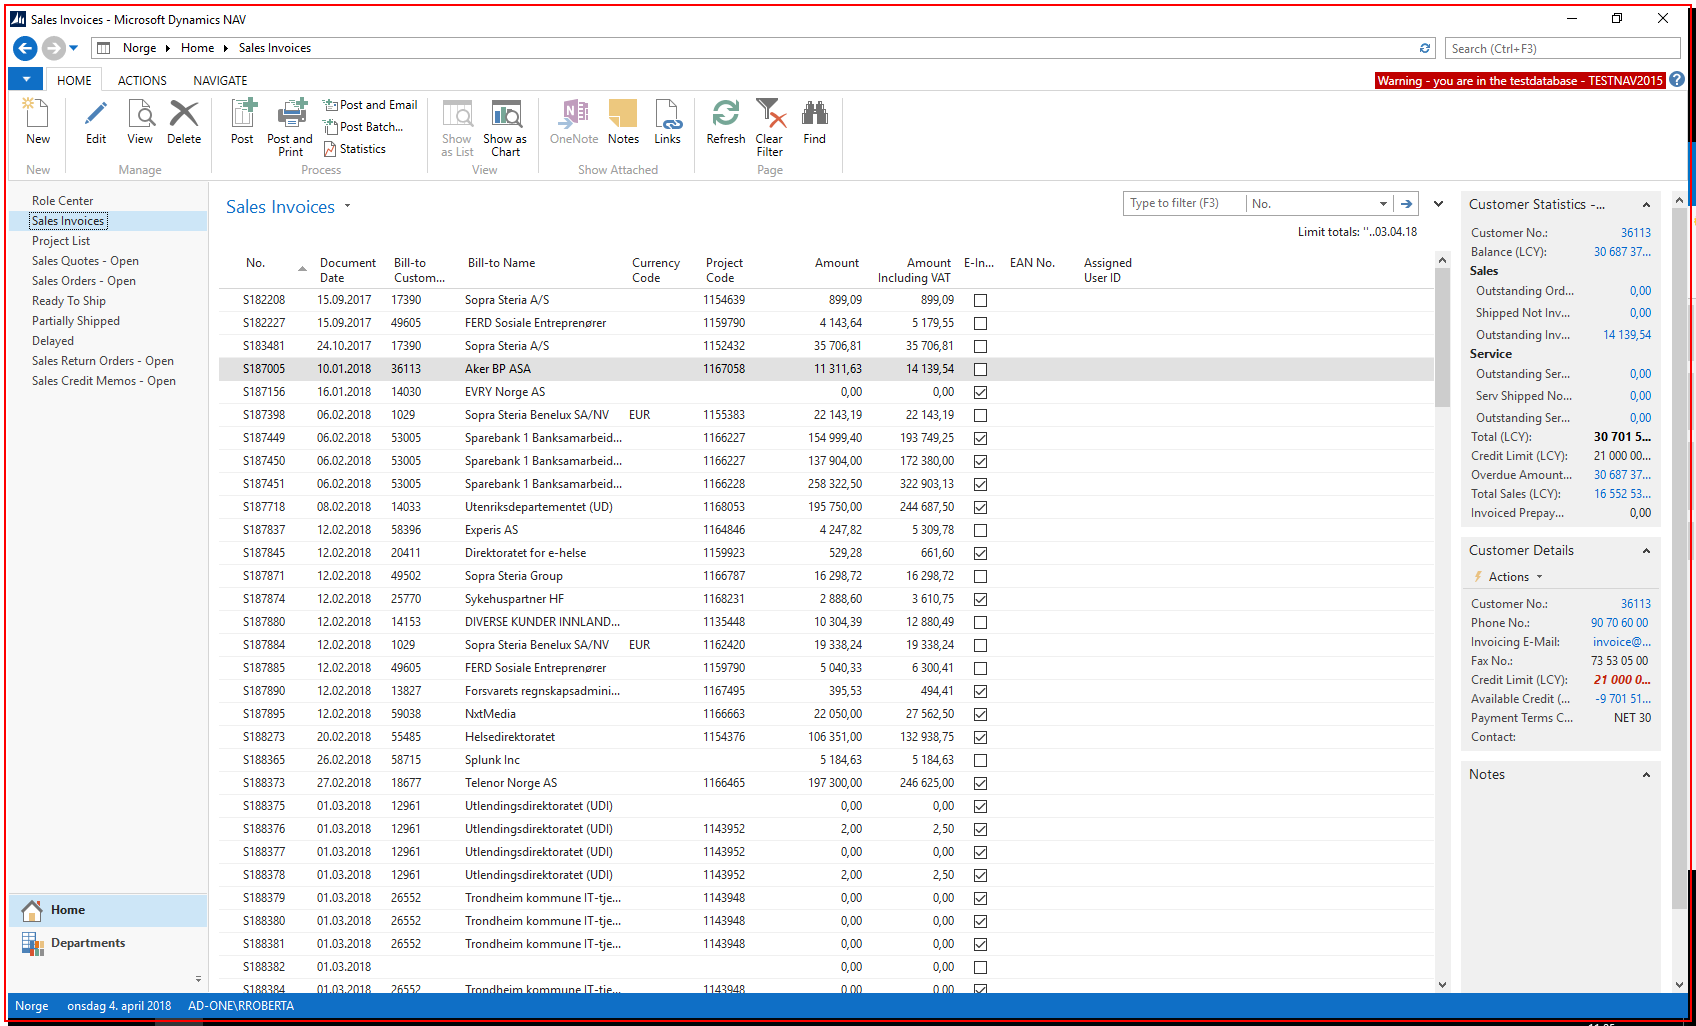 Sales Invoices - Microsoft Dynamics NAV
Norge Home Sales Invoices
Search (Ctrl+F3)
HOME ACTIONS NAVIGATE
Warning - you are in the testdatabase - TESTNAV2015
New Edit View Delete Post Post and Print Post and Email Post Batch... Statistics Show as List Show as Chart OneNote Notes Links Refresh Clear Filter Find
New Manage Process View Show Attached Page
Role Center
Sales Invoices
Project List
Sales Quotes - Open
Sales Orders - Open
Ready To Ship
Partially Shipped
Delayed
Sales Return Orders - Open
Sales Credit Memos - Open
Home
Departments
Sales Invoices
Type to filter (F3) No.
Limit totals: ''..03.04.18
No. Document Date Bill-to Custom... Bill-to Name Currency Code Project Code Amount Amount Including VAT E-In... EAN No. Assigned User ID
S182208 15.09.2017 17390 Sopra Steria A/S 1154639 899,09 899,09
S182227 15.09.2017 49605 FERD Sosiale Entreprenører 1159790 4 143,64 5 179,55
S183481 24.10.2017 17390 Sopra Steria A/S 1152432 35 706,81 35 706,81
S187005 10.01.2018 36113 Aker BP ASA 1167058 11 311,63 14 139,54
S187156 16.01.2018 14030 EVRY Norge AS 0,00 0,00
S187398 06.02.2018 1029 Sopra Steria Benelux SA/NV EUR 1155383 22 143,19 22 143,19
S187449 06.02.2018 53005 Sparebank 1 Banksamarbeid... 1166227 154 999,40 193 749,25
S187450 06.02.2018 53005 Sparebank 1 Banksamarbeid... 1166227 137 904,00 172 380,00
S187451 06.02.2018 53005 Sparebank 1 Banksamarbeid... 1166228 258 322,50 322 903,13
S187718 08.02.2018 14033 Utenriksdepartementet (UD) 1168053 195 750,00 244 687,50
S187837 12.02.2018 58396 Experis AS 1164846 4 247,82 5 309,78
S187845 12.02.2018 20411 Direktoratet for e-helse 1159923 529,28 661,60
S187871 12.02.2018 49502 Sopra Steria Group 1166787 16 298,72 16 298,72
S187874 12.02.2018 25770 Sykehuspartner HF 1168231 2 888,60 3 610,75
S187880 12.02.2018 14153 DIVERSE KUNDER INNLAND... 1135448 10 304,39 12 880,49
S187884 12.02.2018 1029 Sopra Steria Benelux SA/NV EUR 1162420 19 338,24 19 338,24
S187885 12.02.2018 49605 FERD Sosiale Entreprenører 1159790 5 040,33 6 300,41
S187890 12.02.2018 13827 Forsvarets regnskapsadmini... 1167495 395,53 494,41
S187895 12.02.2018 59038 NxtMedia 1166663 22 050,00 27 562,50
S188273 20.02.2018 55485 Helsedirektoratet 1154376 106 351,00 132 938,75
S188365 26.02.2018 58715 Splunk Inc 5 184,63 5 184,63
S188373 27.02.2018 18677 Telenor Norge AS 1166465 197 300,00 246 625,00
S188375 01.03.2018 12961 Utlendingsdirektoratet (UDI) 0,00 0,00
S188376 01.03.2018 12961 Utlendingsdirektoratet (UDI) 1143952 2,00 2,50
S188377 01.03.2018 12961 Utlendingsdirektoratet (UDI) 1143952 0,00 0,00
S188378 01.03.2018 12961 Utlendingsdirektoratet (UDI) 1143952 2,00 2,50
S188379 01.03.2018 26552 Trondheim kommune IT-tje... 1143948 0,00 0,00
S188380 01.03.2018 26552 Trondheim kommune IT-tje... 1143948 0,00 0,00
S188381 01.03.2018 26552 Trondheim kommune IT-tje... 1143948 0,00 0,00
S188382 01.03.2018 0,00 0,00
S188384 01.03.2018 26552 Trondheim kommune IT-tje... 1143948 0,00 0,00
Customer Statistics -...
Customer No.: 36113
Balance (LCY): 30 687 37...
Sales
Outstanding Ord... 0,00
Shipped Not Inv... 0,00
Outstanding Inv... 14 139,54
Service
Outstanding Ser... 0,00
Serv Shipped No... 0,00
Outstanding Ser... 0,00
Total (LCY): 30 701 5...
Credit Limit (LCY): 21 000 00...
Overdue Amount... 30 687 37...
Total Sales (LCY): 16 552 53...
Invoiced Prepay... 0,00
Customer Details
Actions
Customer No.: 36113
Phone No.: 90 70 60 00
Invoicing E-Mail: invoice@...
Fax No.: 73 53 05 00
Credit Limit (LCY): 21 000 0...
Available Credit (... -9 701 51...
Payment Terms C... NET 30
Contact:
Notes
Norge onsdag 4. april 2018 AD-ONE\RROBERTA